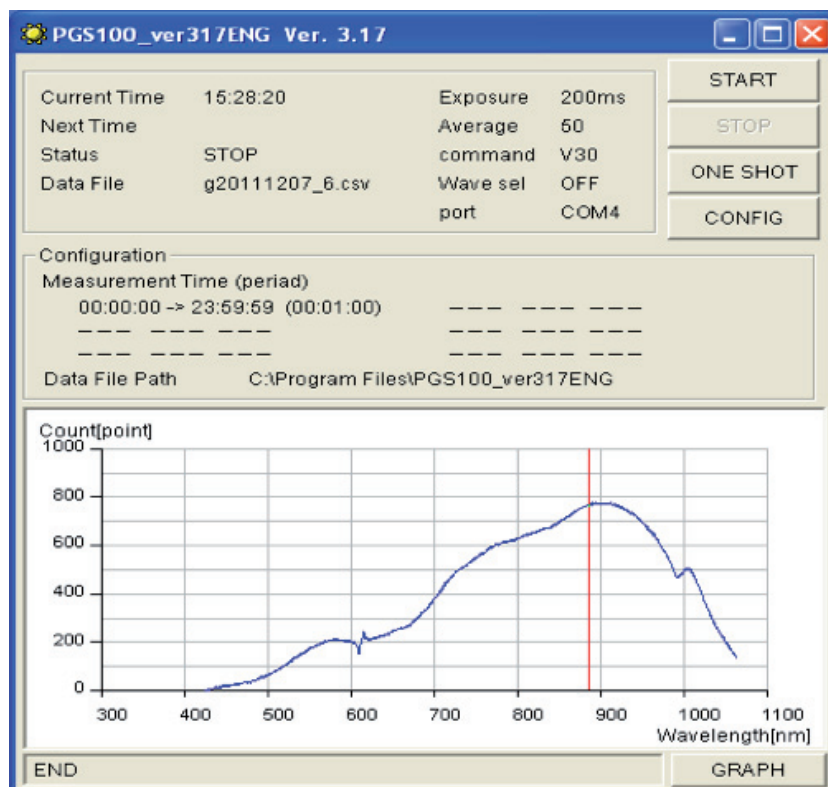 PGS100_ver317ENG Ver. 3.17
START
Current Time 15:28:20 Exposure 200ms
Next Time Average 50
STOP
Status STOP command V30
Data File g20111207_6.csv Wave sel OFF
ONE SHOT
port COM4
CONFIG
Configuration
Measurement Time (periad)
00:00:00 -> 23:59:59 (00:01:00) --- --- ---
--- --- --- --- --- ---
--- --- --- --- --- ---
Data File Path C:\Program Files\PGS100_ver317ENG
Count[point]
1000
800
600
400
200
0
300 400 500 600 700 800 900 1000 1100
Wavelength[nm]
END GRAPH